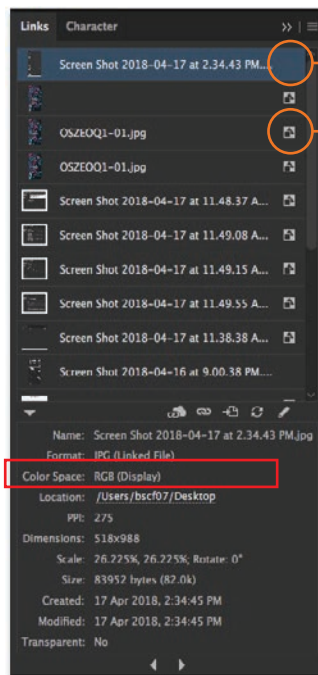 Links Character
Screen Shot 2018-04-17 at 2.34.43 PM....
OSZEOQ1-01.jpg
OSZEOQ1-01.jpg
Screen Shot 2018-04-17 at 11.48.37 A...
Screen Shot 2018-04-17 at 11.49.08 A...
Screen Shot 2018-04-17 at 11.49.15 A...
Screen Shot 2018-04-17 at 11.49.55 A...
Screen Shot 2018-04-17 at 11.38.38 A...
Screen Shot 2018-04-16 at 9.00.38 PM....
Name: Screen Shot 2018-04-17 at 2.34.43 PM.jpg
Format: JPG (Linked File)
Color Space: RGB (Display)
Location: /Users/bscf07/Desktop
PPI: 275
Dimensions: 518x988
Scale: 26.225%, 26.225%; Rotate: 0°
Size: 83952 bytes (82.0k)
Created: 17 Apr 2018, 2:34:45 PM
Modified: 17 Apr 2018, 2:34:45 PM
Transparent: No